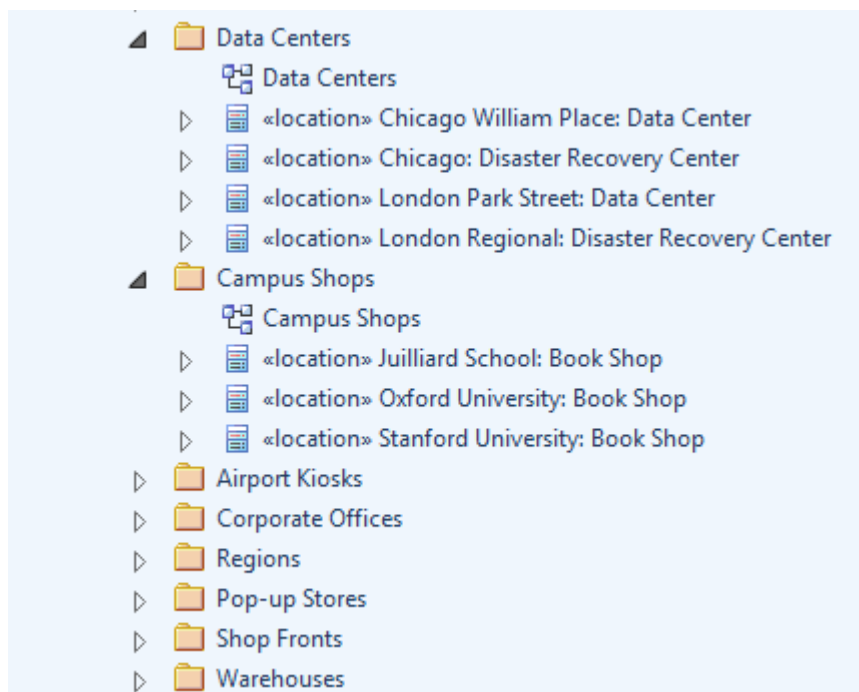 Data Centers
Data Centers
«location» Chicago William Place: Data Center
«location» Chicago: Disaster Recovery Center
«location» London Park Street: Data Center
«location» London Regional: Disaster Recovery Center
Campus Shops
Campus Shops
«location» Juilliard School: Book Shop
«location» Oxford University: Book Shop
«location» Stanford University: Book Shop
Airport Kiosks
Corporate Offices
Regions
Pop-up Stores
Shop Fronts
Warehouses